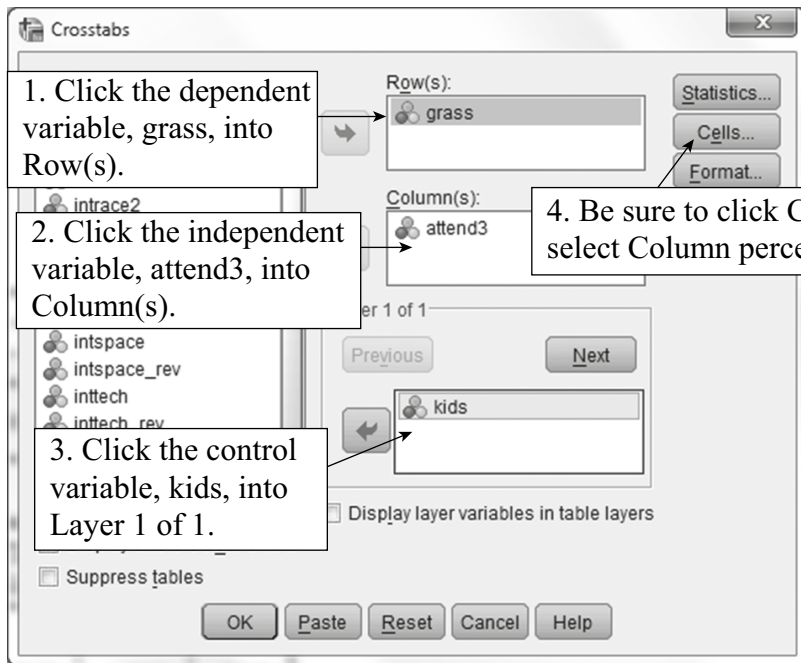 Crosstabs
1. Click the dependent
variable, grass, into
Row(s).
Row(s):
grass
Statistics...
Cells...
Format...
intrace2
Column(s):
attend3
2. Click the independent
variable, attend3, into
Column(s).
4. Be sure to click
select Column
1 of 1
intspace
intspace_rev
inttech
inttech_rev
Previous
Next
kids
3. Click the control
variable, kids, into
Layer 1 of 1.
Display layer variables in table layers
Suppress tables
OK Paste Reset Cancel Help